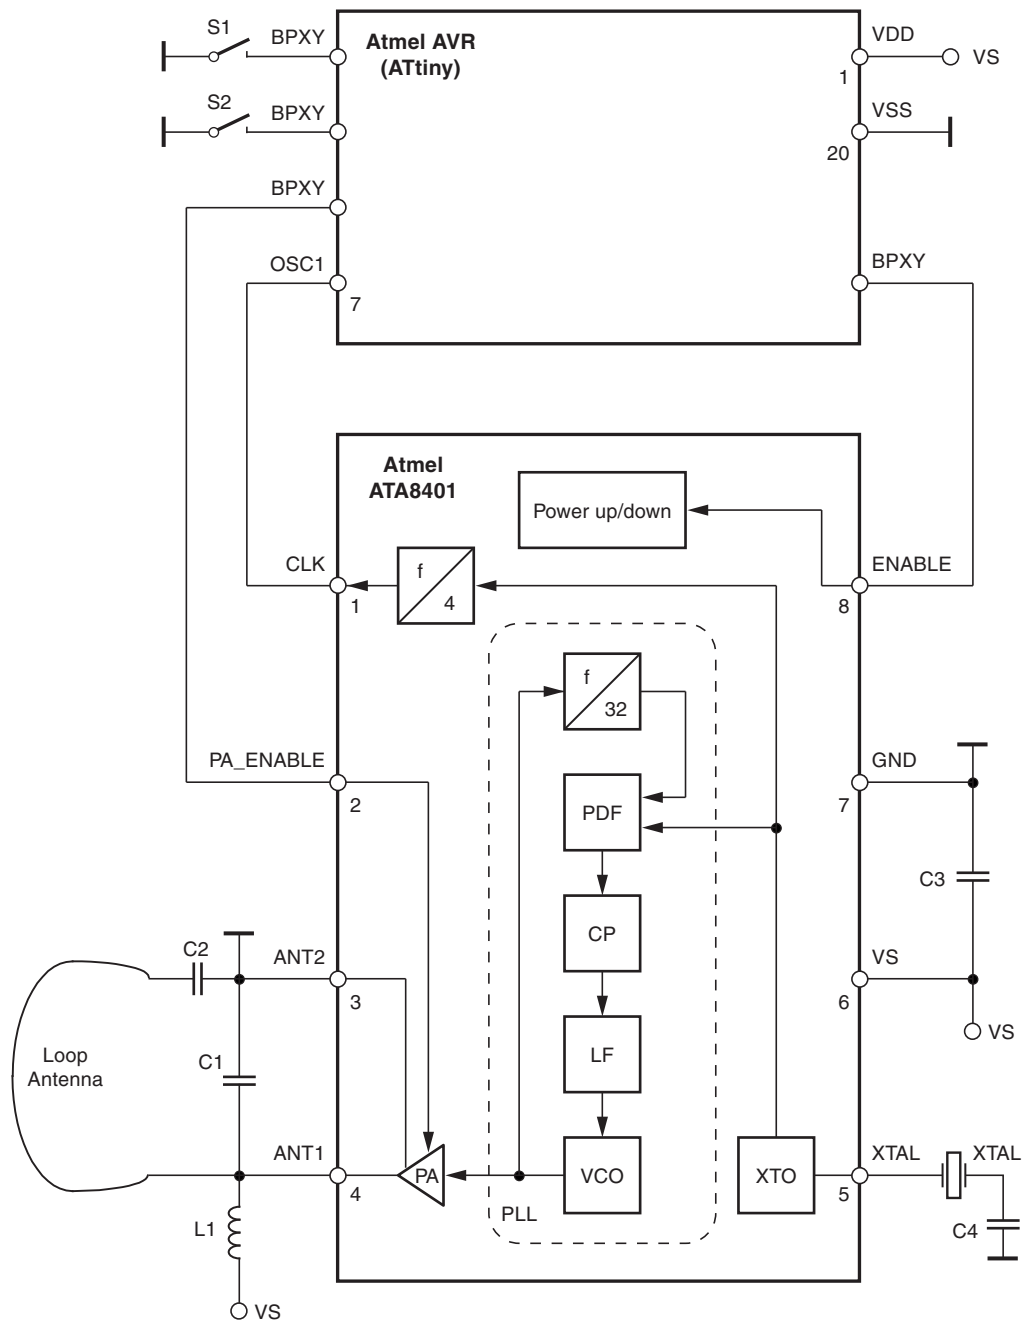 S1
BPXY
Atmel AVR
(ATtiny)
VDD
1
VS
S2
BPXY
VSS
20
BPXY
OSC1
7
BPXY
Atmel
ATA8401
Power up/down
CLK
1
f
4
ENABLE
8
f
32
PA_ENABLE
2
GND
7
PDF
C3
CP
C2
ANT2
3
VS
6
VS
Loop
Antenna
C1
LF
ANT1
4
PA
VCO
XTO
XTAL
5
XTAL
PLL
L1
C4
VS